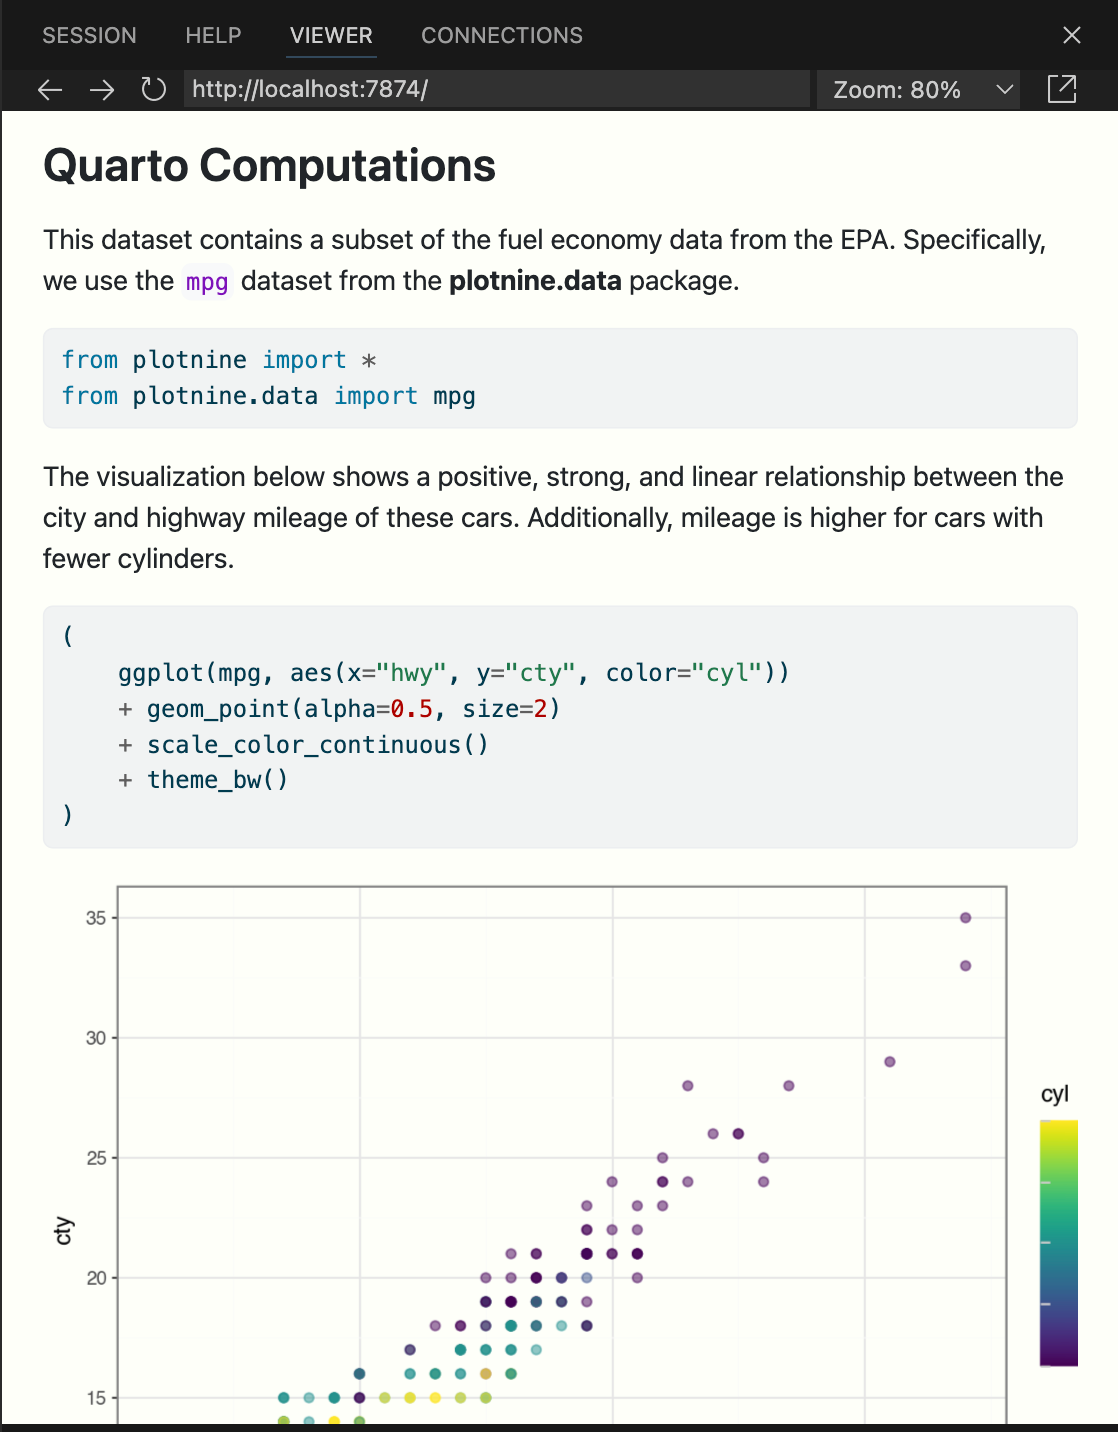 SESSION HELP VIEWER CONNECTIONS
http://localhost:7874/ Zoom: 80%
Quarto Computations
This dataset contains a subset of the fuel economy data from the EPA. Specifically,
we use the mpg dataset from the plotnine.data package.
from plotnine import *
from plotnine.data import mpg
The visualization below shows a positive, strong, and linear relationship between the
city and highway mileage of these cars. Additionally, mileage is higher for cars with
fewer cylinders.
(
    ggplot(mpg, aes(x="hwy", y="cty", color="cyl"))
    + geom_point(alpha=0.5, size=2)
    + scale_color_continuous()
    + theme_bw()
)
35
30
25
20
15
cty
cyl